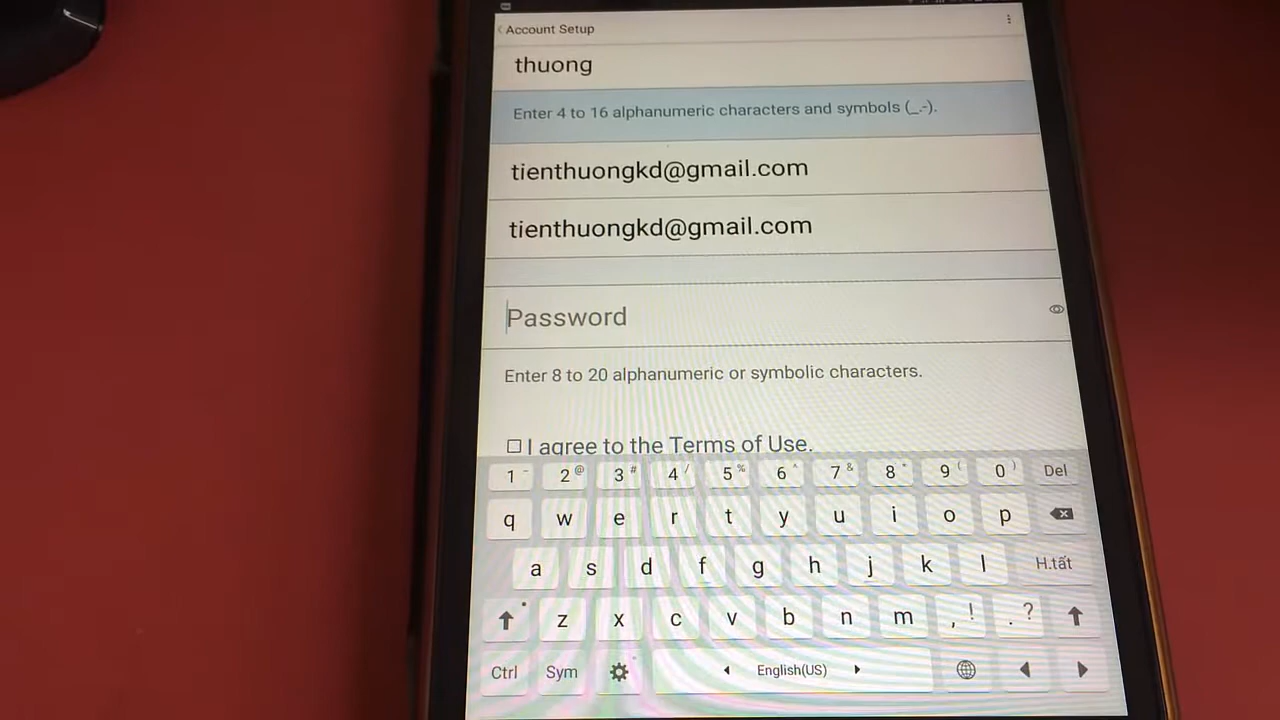 Account Setup
thuong
Enter 4 to 16 alphanumeric characters and symbols (_.-).
tienthuongkd@gmail.com
tienthuongkd@gmail.com
Password
Enter 8 to 20 alphanumeric or symbolic characters.
I agree to the Terms of Use.
1 2 @ 3 # 4 / 5 % 6 ^ 7 & 8 * 9 ( 0 ) Del
q w e r t y u i o p
a s d f g h j k l H.tất
z x c v b n m , ! . ?
Ctrl Sym English(US)